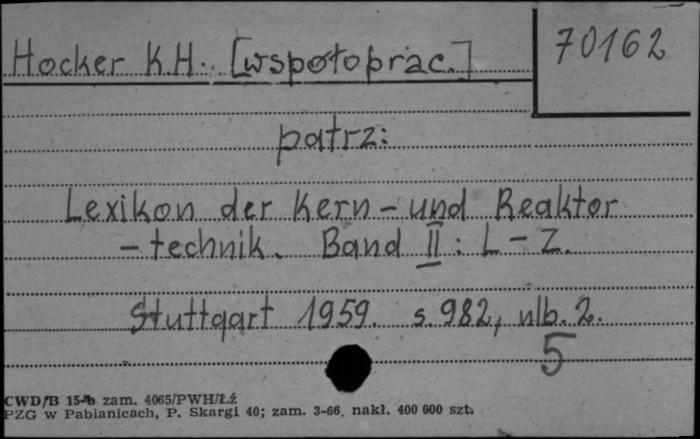 Hocker K.H. [współoprac.]
70162
patrz:
Lexikon der Kern- und Reaktor
-technik. Band II: L-Z.
Stuttgart 1959. s. 982, nlb. 2.
5
CWD/B 15-b zam. 4065/PWH/Łź
PZG w Pabianicach, P. Skargi 40; zam. 3-66. nakł. 400 000 szt.